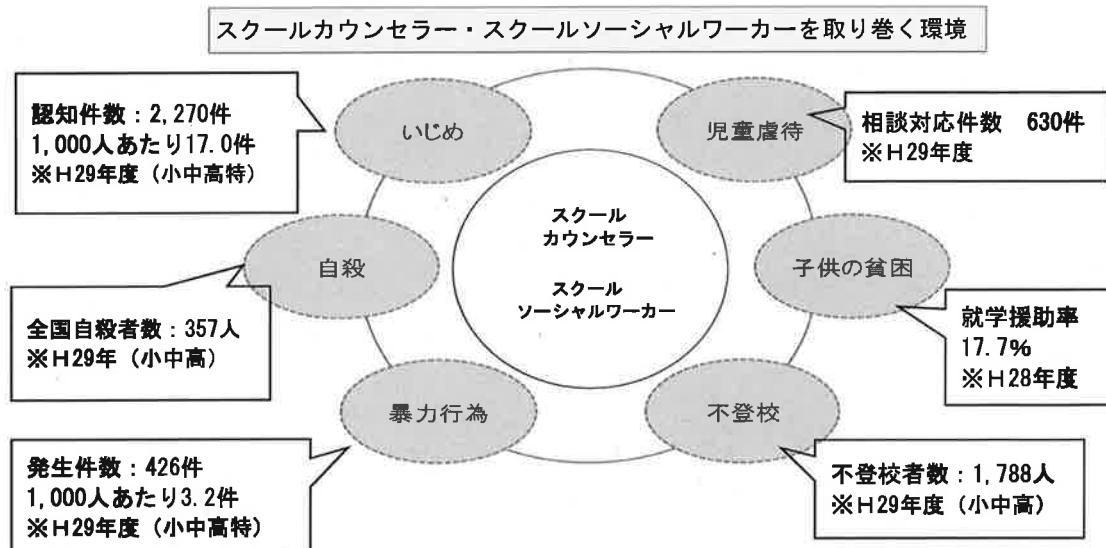 スクールカウンセラー・スクールソーシャルワーカーを取り巻く環境
認知件数:2,270件
1,000人あたり17.0件
※H29年度(小中高特)
いじめ
児童虐待
相談対応件数 630件
※H29年度
スクール
カウンセラー
スクール
ソーシャルワーカー
自殺
子供の貧困
全国自殺者数:357人
※H29年(小中高)
就学援助率
17.7%
※H28年度
暴力行為
不登校
発生件数:426件
1,000人あたり3.2件
※H29年度(小中高特)
不登校者数:1,788人
※H29年度(小中高)